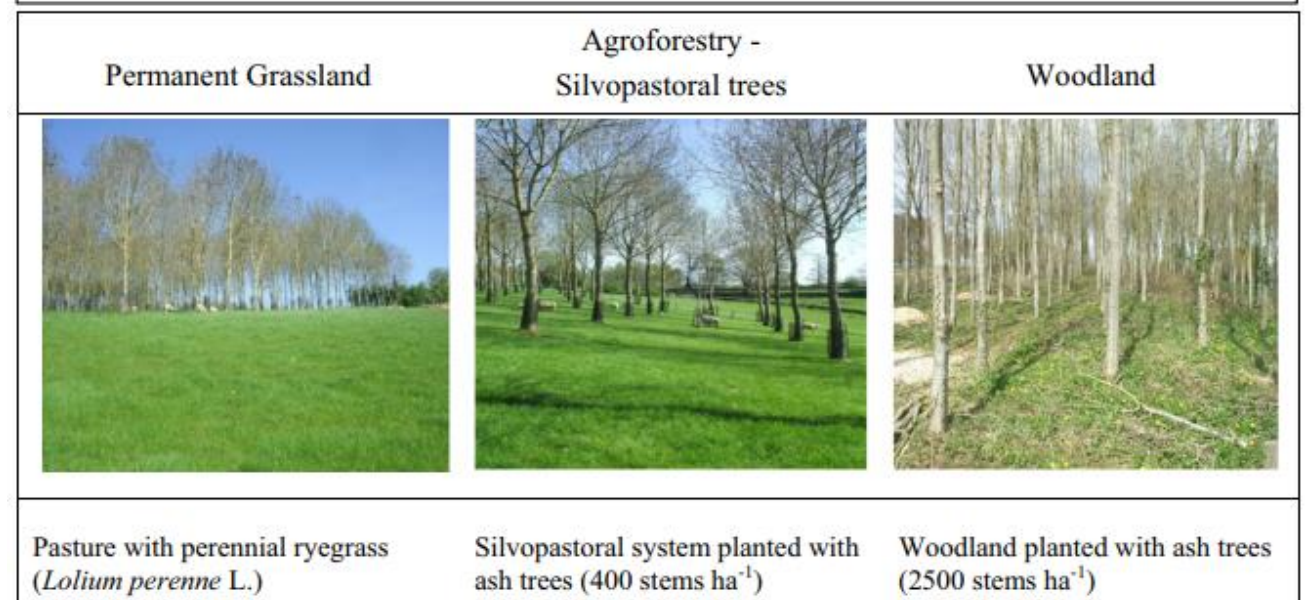 Permanent Grassland
Agroforestry -
Silvopastoral trees
Woodland
Pasture with perennial ryegrass
(Lolium perenne L.)
Silvopastoral system planted with
ash trees (400 stems ha⁻¹)
Woodland planted with ash trees
(2500 stems ha⁻¹)